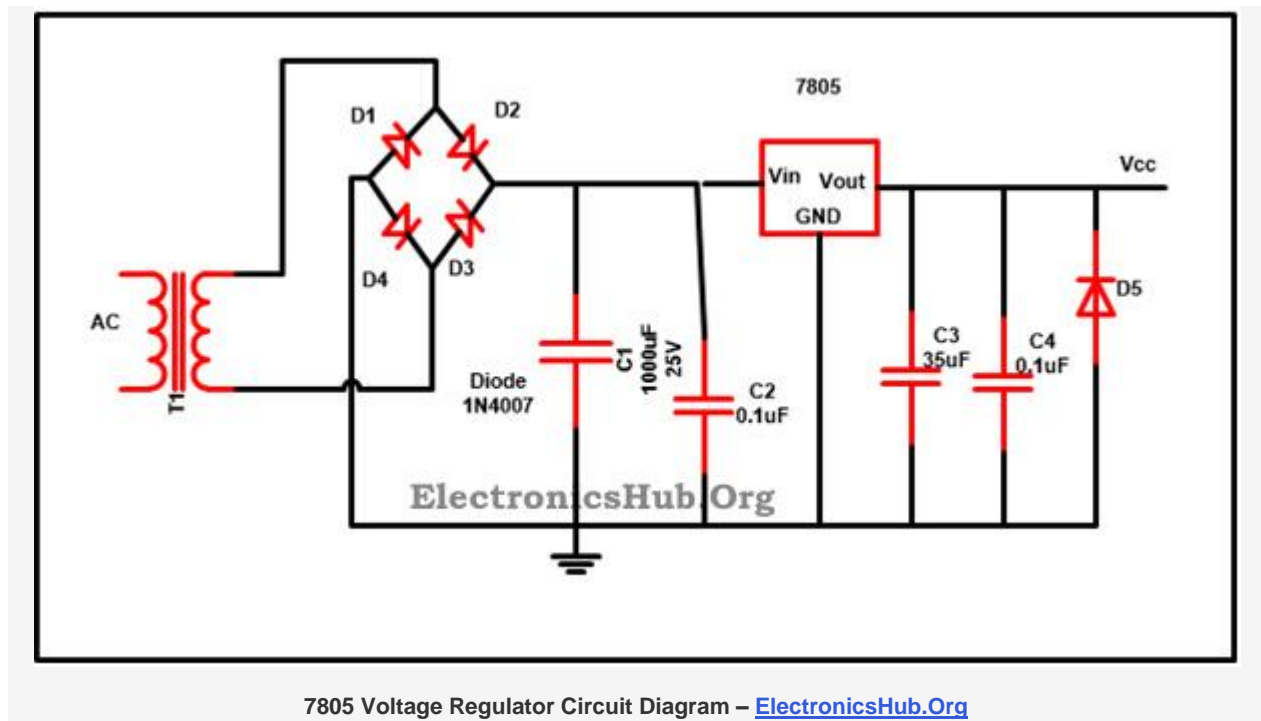 7805
D1
D2
Vcc
Vin
Vout
GND
D4
D3
D5
AC
T1
Diode
1N4007
C1
1000uF
25V
C2
0.1uF
C3
35uF
C4
0.1uF
ElectronicsHub.Org
7805 Voltage Regulator Circuit Diagram – ElectronicsHub.Org